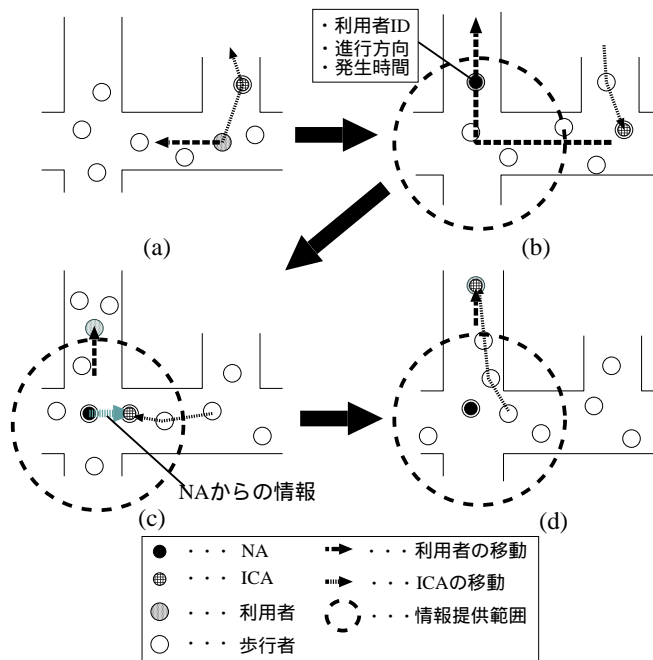 ・利用者ID
・進行方向
・発生時間
(a)
(b)
NAからの情報
(c)
(d)
・・・ NA
・・・ ICA
・・・ 利用者
・・・ 歩行者
・・・利用者の移動
・・・ICAの移動
・・・情報提供範囲